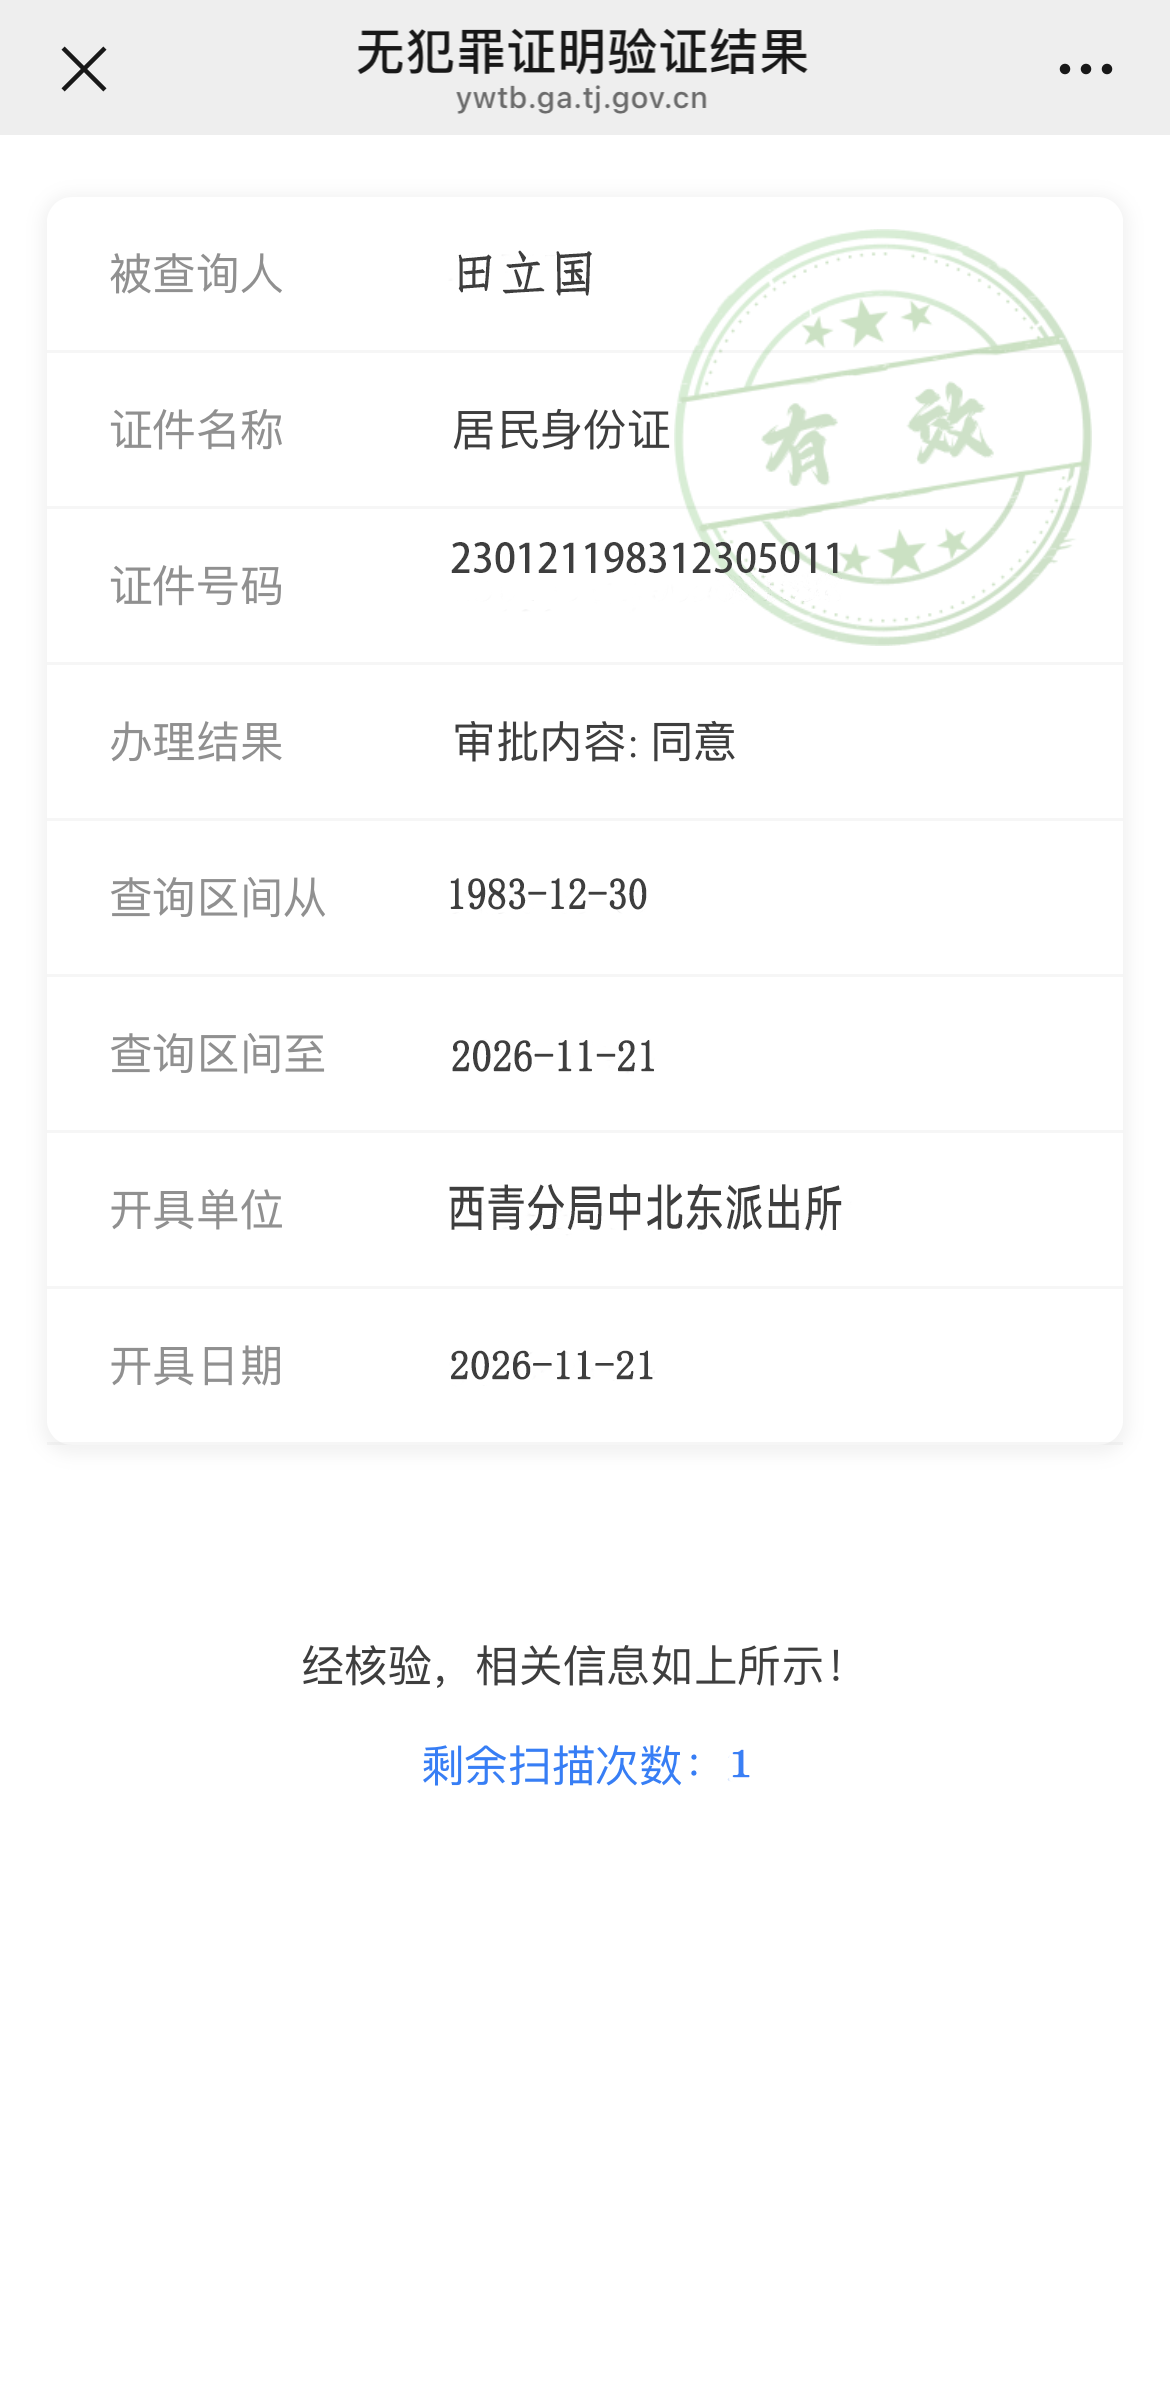 无犯罪证明验证结果
ywtb.ga.tj.gov.cn
被查询人 田立国
证件名称 居民身份证
有 效
证件号码 230121198312305011
办理结果 审批内容: 同意
查询区间从 1983-12-30
查询区间至 2026-11-21
开具单位 西青分局中北东派出所
开具日期 2026-11-21
经核验，相关信息如上所示！
剩余扫描次数：1